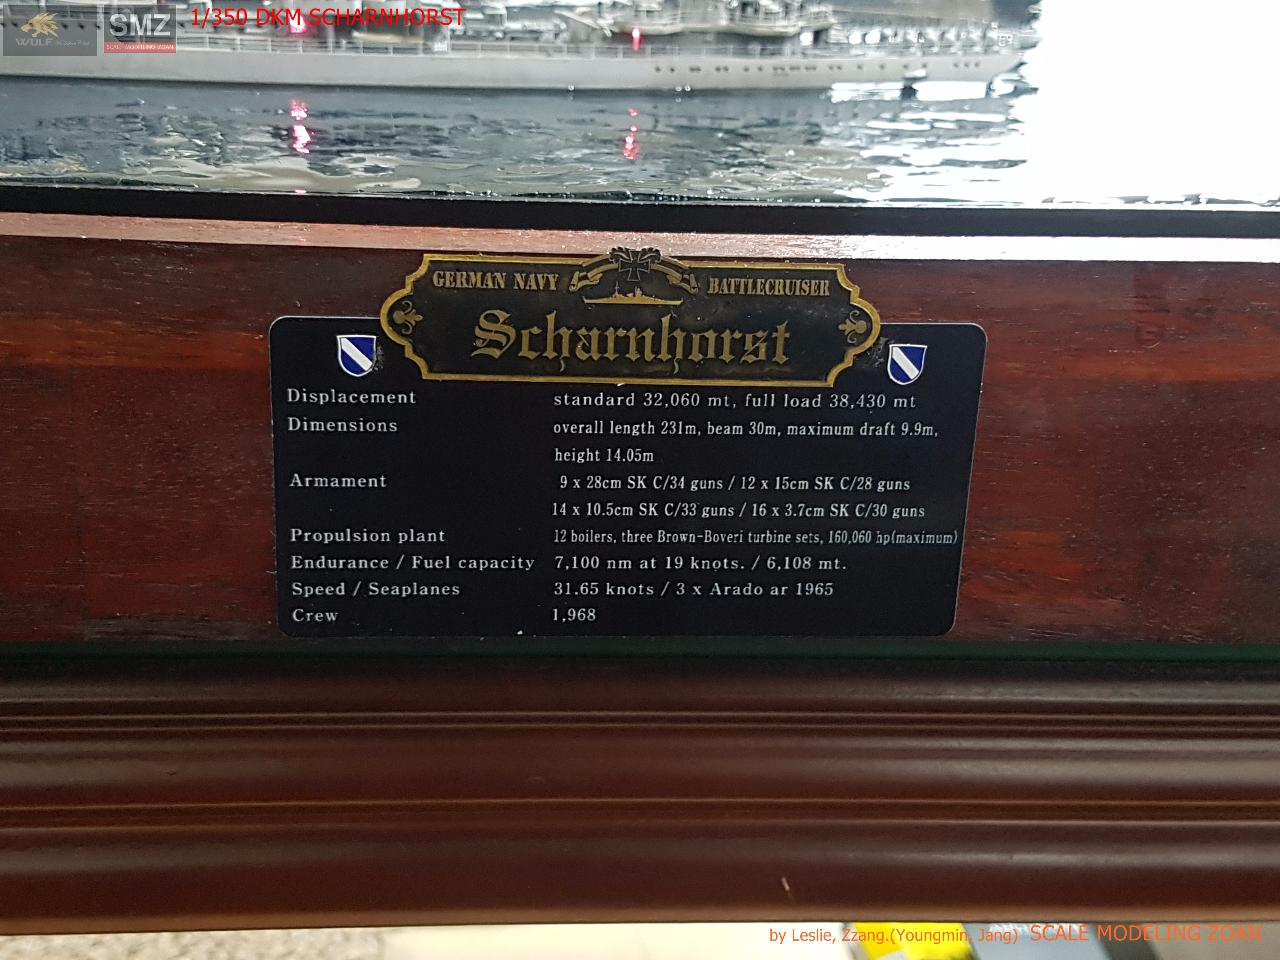 WULF
SMZ
SCALE MODELING ZOAN
1/350 DKM SCHARNHORST
GERMAN NAVY BATTLECRUISER
Scharnhorst
Displacement standard 32,060 mt, full load 38,430 mt
Dimensions overall length 231m, beam 30m, maximum draft 9.9m,
height 14.05m
Armament 9 x 28cm SK C/34 guns / 12 x 15cm SK C/28 guns
14 x 10.5cm SK C/33 guns / 16 x 3.7cm SK C/30 guns
Propulsion plant 12 boilers, three Brown-Boveri turbine sets, 160,060 hp(maximum)
Endurance / Fuel capacity 7,100 nm at 19 knots. / 6,108 mt.
Speed / Seaplanes 31.65 knots / 3 x Arado ar 1965
Crew 1,968
by Leslie, Zzang.(Youngmin, Jang) SCALE MODELING ZOAN